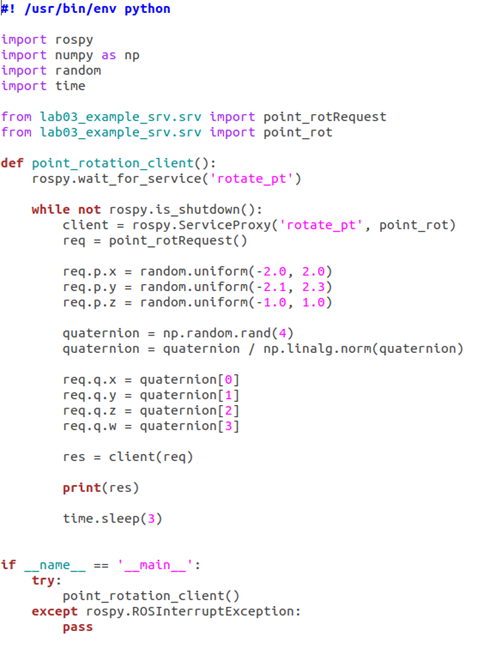 #! /usr/bin/env python

import rospy
import numpy as np
import random
import time

from lab03_example_srv.srv import point_rotRequest
from lab03_example_srv.srv import point_rot

def point_rotation_client():
    rospy.wait_for_service('rotate_pt')

    while not rospy.is_shutdown():
        client = rospy.ServiceProxy('rotate_pt', point_rot)
        req = point_rotRequest()

        req.p.x = random.uniform(-2.0, 2.0)
        req.p.y = random.uniform(-2.1, 2.3)
        req.p.z = random.uniform(-1.0, 1.0)

        quaternion = np.random.rand(4)
        quaternion = quaternion / np.linalg.norm(quaternion)

        req.q.x = quaternion[0]
        req.q.y = quaternion[1]
        req.q.z = quaternion[2]
        req.q.w = quaternion[3]

        res = client(req)

        print(res)

        time.sleep(3)


if __name__ == '__main__':
    try:
        point_rotation_client()
    except rospy.ROSInterruptException:
        pass